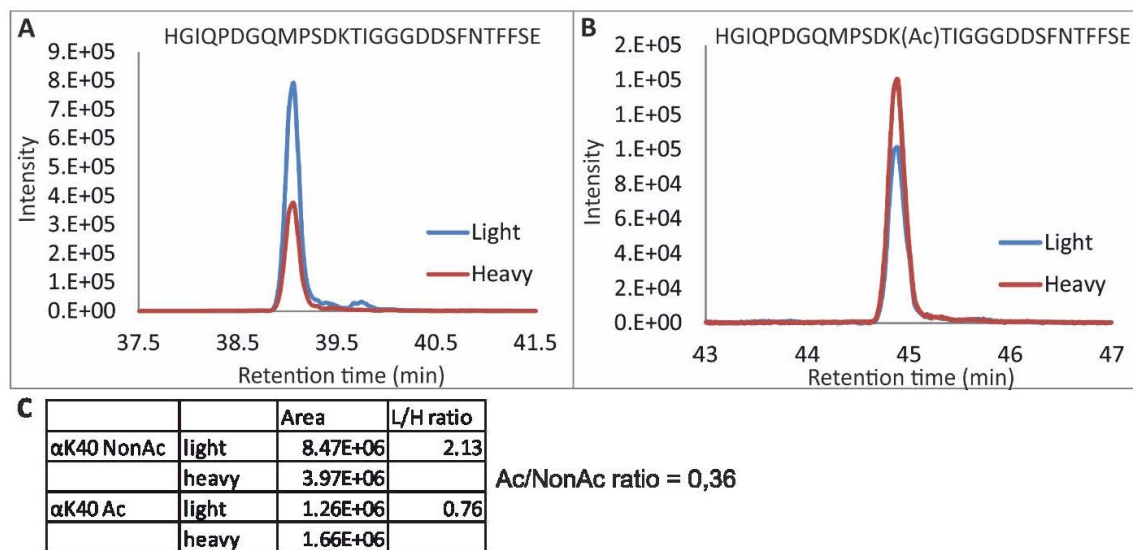 A
HGIQPDGQMPSDKTIGGGDDSFNTFFSE
9.E+05
8.E+05
7.E+05
6.E+05
5.E+05
4.E+05
3.E+05
2.E+05
1.E+05
0.E+00
Intensity
Light
Heavy
37.5 38.5 39.5 40.5 41.5
Retention time (min)
B
HGIQPDGQMPSDK(Ac)TIGGGDDSFNTFFSE
2.E+05
1.E+05
1.E+05
1.E+05
8.E+04
6.E+04
4.E+04
2.E+04
0.E+00
Intensity
Light
Heavy
43 44 45 46 47
Retention time (min)
C
Area L/H ratio
αK40 NonAc light 8.47E+06 2.13
heavy 3.97E+06
αK40 Ac light 1.26E+06 0.76
heavy 1.66E+06
Ac/NonAc ratio = 0,36